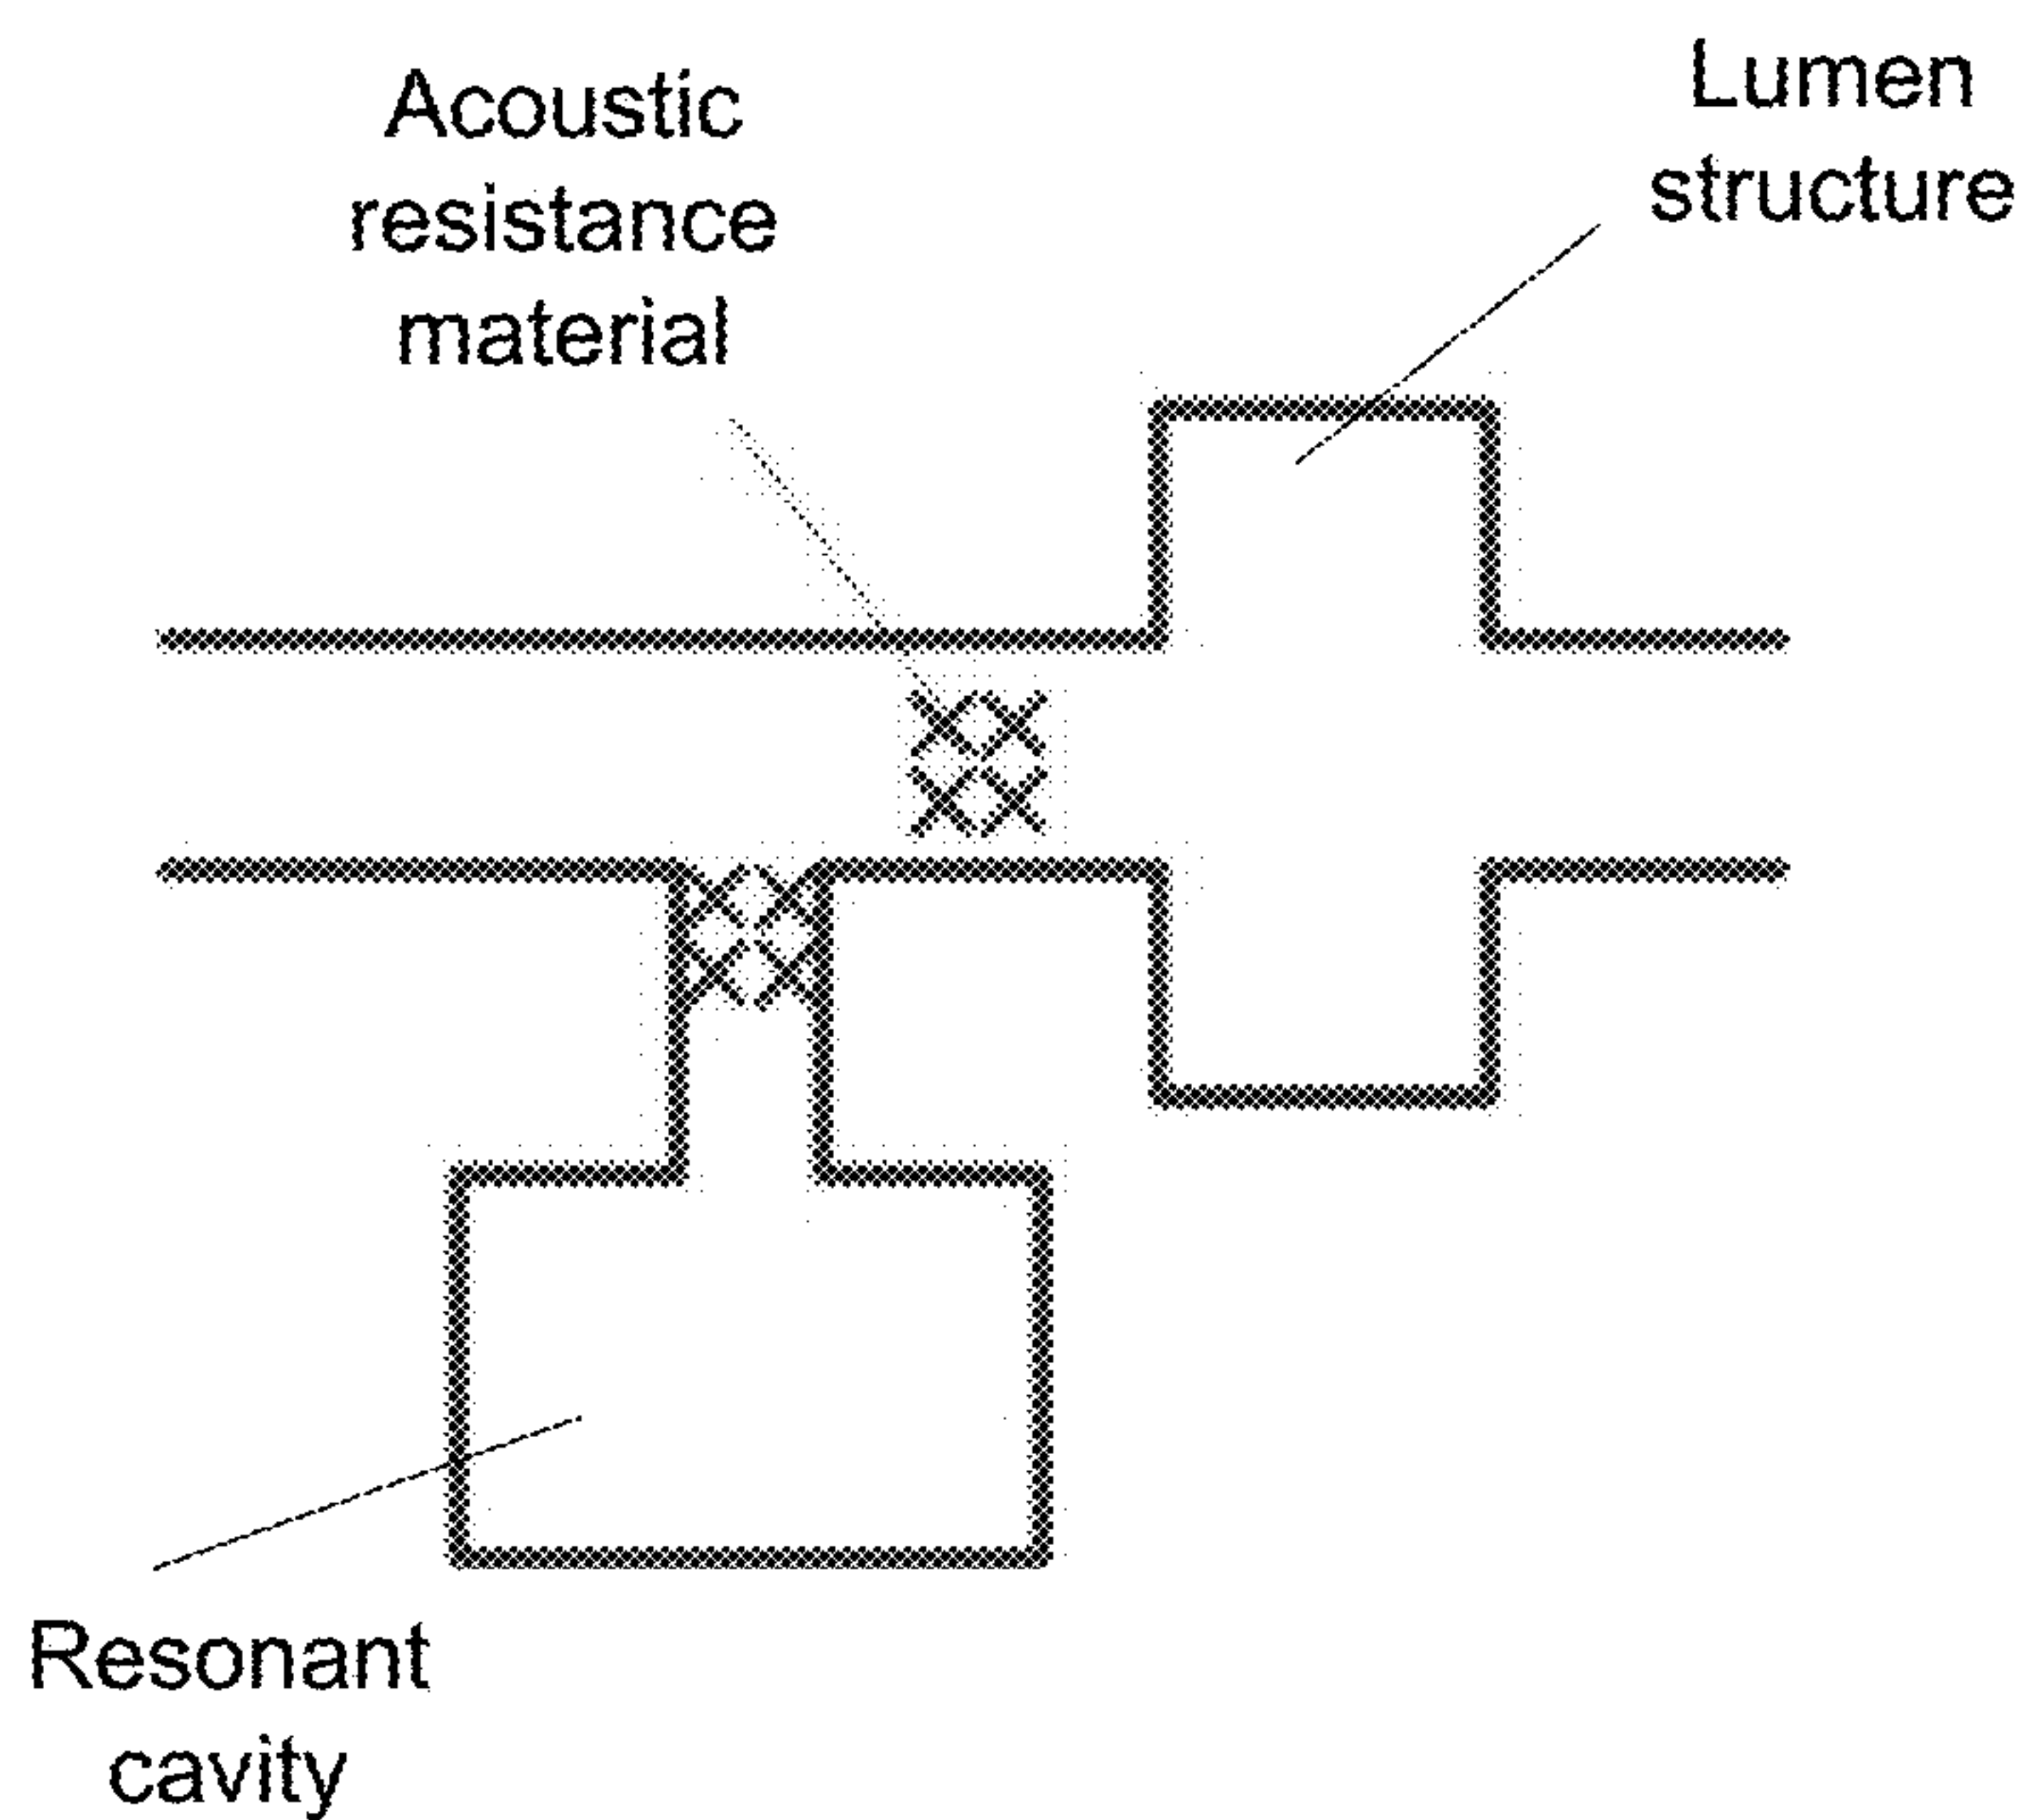 Acoustic
resistance
material
Lumen
structure
Resonant
cavity